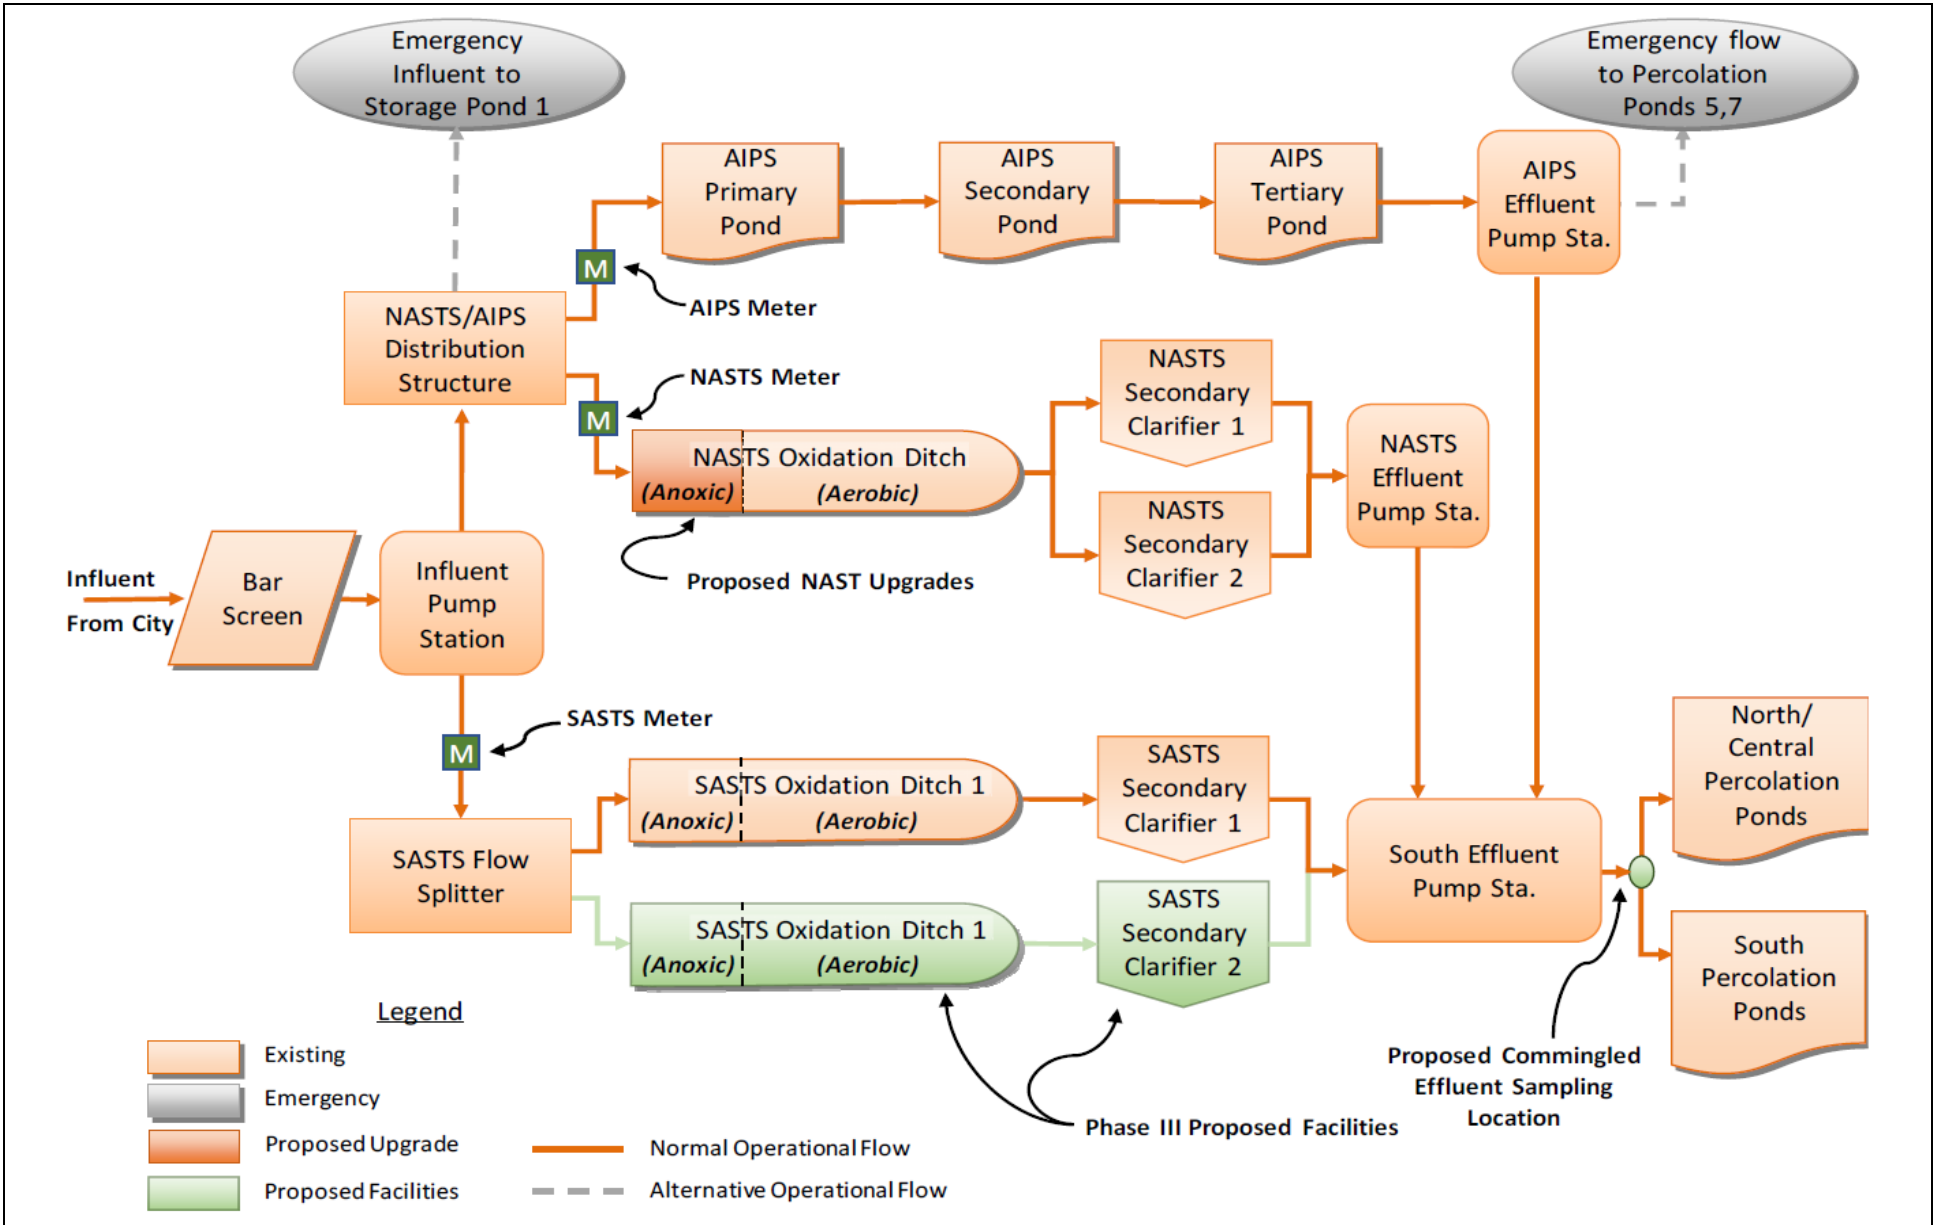 Emergency
Influent to
Storage Pond 1
Emergency flow
to Percolation
Ponds 5,7
AIPS
Primary
Pond
AIPS
Secondary
Pond
AIPS
Tertiary
Pond
AIPS
Effluent
Pump Sta.
M
AIPS Meter
NASTS/AIPS
Distribution
Structure
NASTS Meter
M
NASTS Oxidation Ditch
(Anoxic)
(Aerobic)
NASTS
Secondary
Clarifier 1
NASTS
Secondary
Clarifier 2
NASTS
Effluent
Pump Sta.
Proposed NAST Upgrades
Influent
From City
Bar
Screen
Influent
Pump
Station
SASTS Meter
M
SASTS Flow
Splitter
SASTS Oxidation Ditch 1
(Anoxic)
(Aerobic)
SASTS
Secondary
Clarifier 1
SASTS Oxidation Ditch 1
(Anoxic)
(Aerobic)
SASTS
Secondary
Clarifier 2
South Effluent
Pump Sta.
North/
Central
Percolation
Ponds
South
Percolation
Ponds
Proposed Commingled
Effluent Sampling
Location
Phase III Proposed Facilities
Legend
Existing
Emergency
Proposed Upgrade
Proposed Facilities
Normal Operational Flow
Alternative Operational Flow